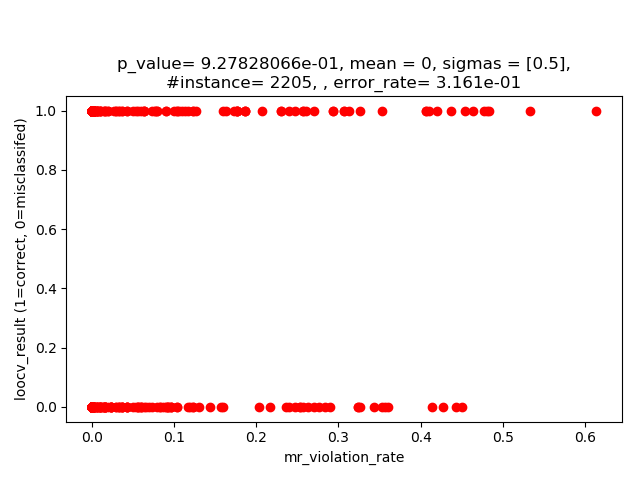 p_value= 9.27828066e-01, mean = 0, sigmas = [0.5],
#instance= 2205, , error_rate= 3.161e-01
1.0
0.8
0.6
0.4
0.2
0.0
loocv_result (1=correct, 0=misclassifed)
0.0 0.1 0.2 0.3 0.4 0.5 0.6
mr_violation_rate